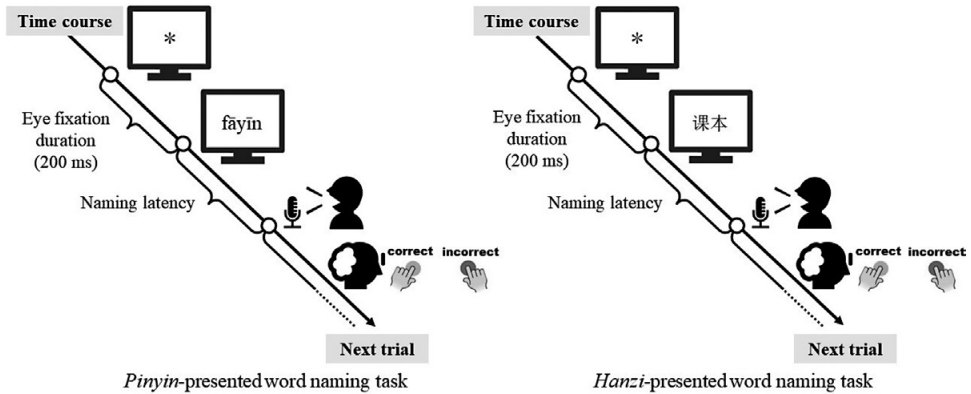 Time course
*
Eye fixation
duration
(200 ms)
fāyīn
Naming latency
correct incorrect
Next trial
Pinyin-presented word naming task
Time course
*
Eye fixation
duration
(200 ms)
课本
Naming latency
correct incorrect
Next trial
Hanzi-presented word naming task